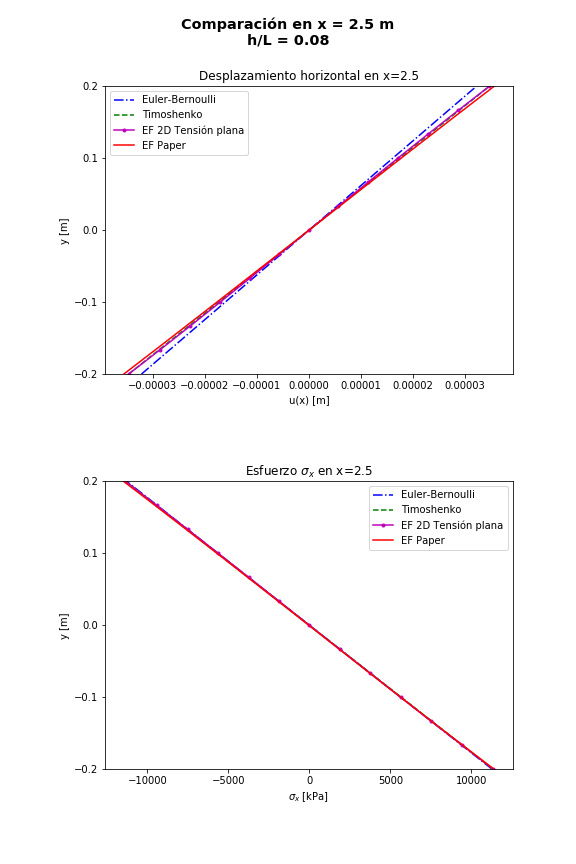 Comparación en x = 2.5 m
h/L = 0.08
Desplazamiento horizontal en x=2.5
Euler-Bernoulli
Timoshenko
EF 2D Tensión plana
EF Paper
0.2
0.1
0.0
−0.1
−0.2
y [m]
−0.00003 −0.00002 −0.00001 0.00000 0.00001 0.00002 0.00003
u(x) [m]
Esfuerzo σx en x=2.5
Euler-Bernoulli
Timoshenko
EF 2D Tensión plana
EF Paper
0.2
0.1
0.0
−0.1
−0.2
y [m]
−10000 −5000 0 5000 10000
σx [kPa]